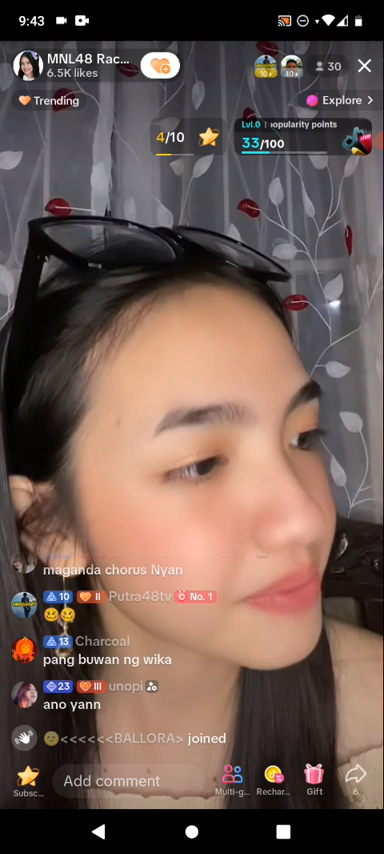 9:43
MNL48 Rac...
6.5K likes
10+
10+
30
Trending
Explore
4/10
Lvl.0
opularity points
33/100
maganda chorus Nyan
10 II Putra48tv No. 1
13 Charcoal
pang buwan ng wika
23 III unopi
ano yann
<<<<<<BALLORA> joined
Subsc...
Add comment
Multi-g...
Rechar...
Gift
6